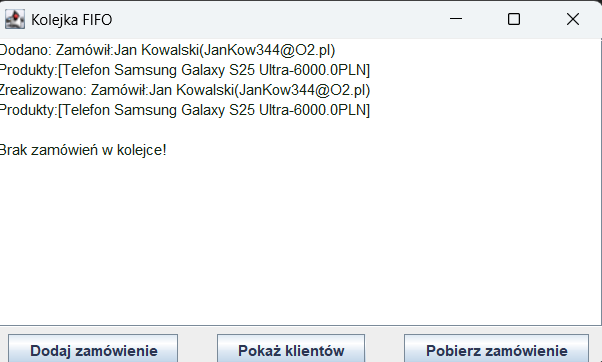 Kolejka FIFO
Dodano: Zamówił:Jan Kowalski(JanKow344@O2.pl)
Produkty:[Telefon Samsung Galaxy S25 Ultra-6000.0PLN]
Zrealizowano: Zamówił:Jan Kowalski(JanKow344@O2.pl)
Produkty:[Telefon Samsung Galaxy S25 Ultra-6000.0PLN]
Brak zamówień w kolejce!
Dodaj zamówienie Pokaż klientów Pobierz zamówienie